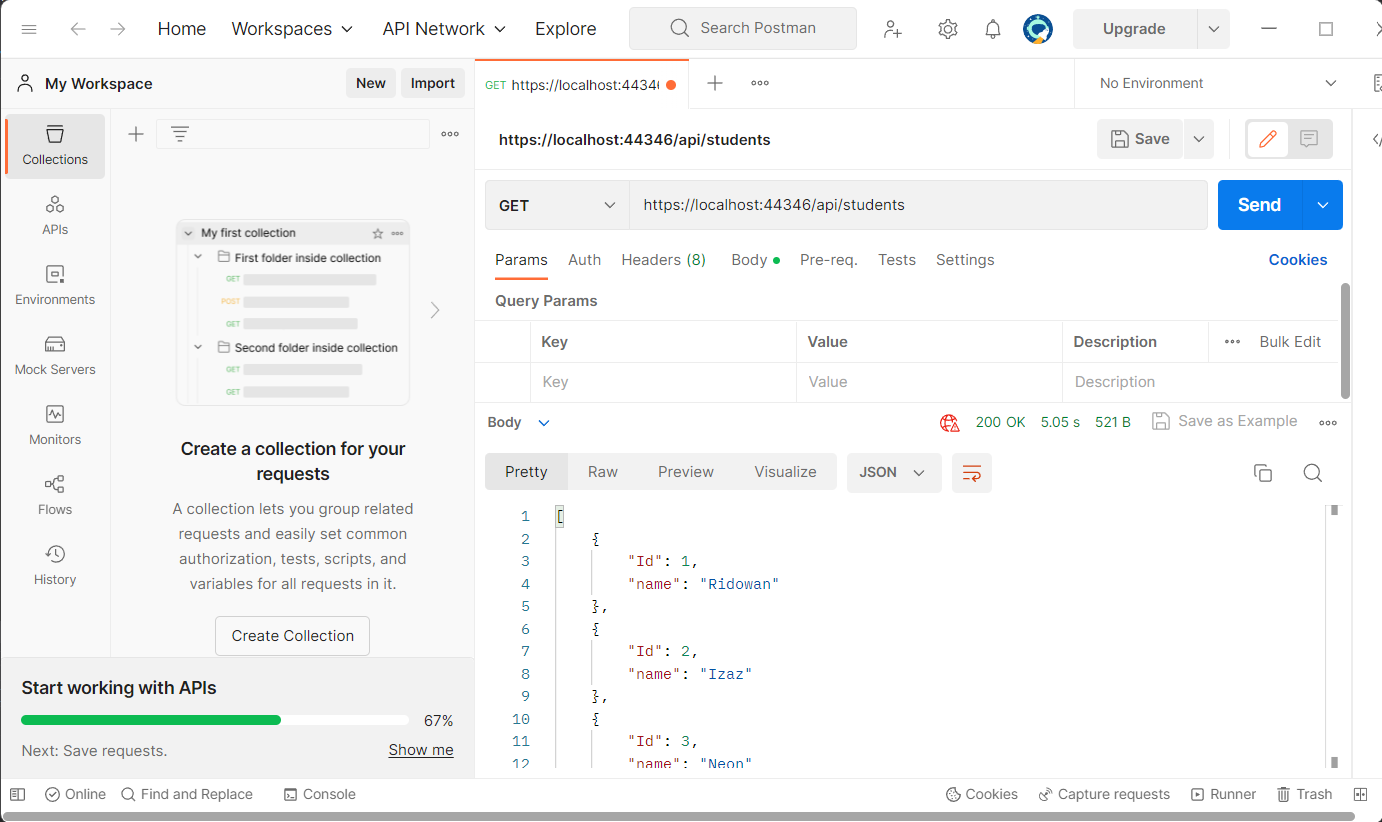 Home Workspaces API Network Explore Search Postman Upgrade
My Workspace New Import
GET https://localhost:4434 No Environment
Collections
APIs
Environments
Mock Servers
Monitors
Flows
History
My first collection
First folder inside collection
GET
POST
GET
Second folder inside collection
GET
GET
Create a collection for your
requests
A collection lets you group related
requests and easily set common
authorization, tests, scripts, and
variables for all requests in it.
Create Collection
Start working with APIs
67%
Next: Save requests. Show me
https://localhost:44346/api/students Save
GET https://localhost:44346/api/students Send
Params Auth Headers (8) Body Pre-req. Tests Settings Cookies
Query Params
Key Value Description Bulk Edit
Key Value Description
Body 200 OK 5.05 s 521 B Save as Example
Pretty Raw Preview Visualize JSON
1 [
2 {
3 "Id": 1,
4 "name": "Ridowan"
5 },
6 {
7 "Id": 2,
8 "name": "Izaz"
9 },
10 {
11 "Id": 3,
12 "name": "Neon"
Online Find and Replace Console Cookies Capture requests Runner Trash